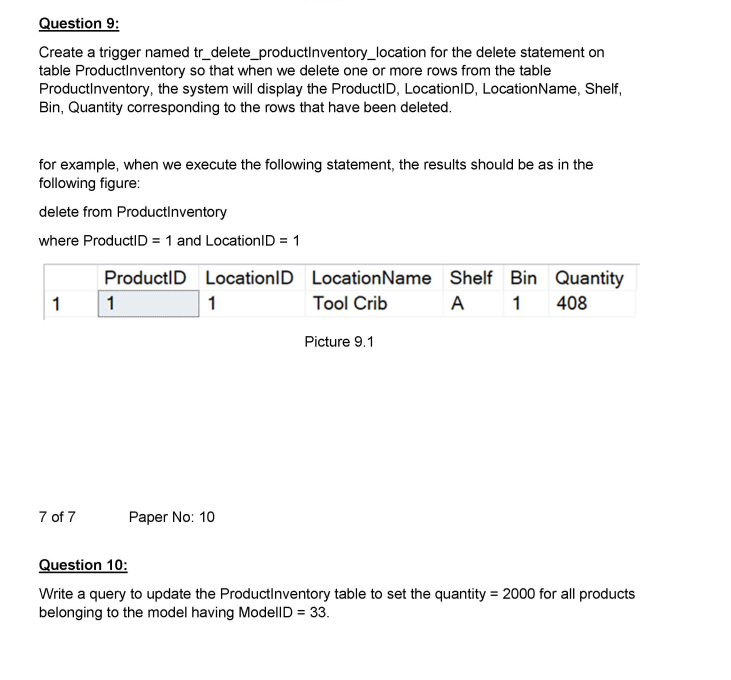 Question 9:
Create a trigger named tr_delete_productInventory_location for the delete statement on
table ProductInventory so that when we delete one or more rows from the table
ProductInventory, the system will display the ProductID, LocationID, LocationName, Shelf,
Bin, Quantity corresponding to the rows that have been deleted.
for example, when we execute the following statement, the results should be as in the
following figure:
delete from ProductInventory
where ProductID = 1 and LocationID = 1
ProductID LocationID LocationName Shelf Bin Quantity
1 1 1 Tool Crib A 1 408
Picture 9.1
7 of 7 Paper No: 10
Question 10:
Write a query to update the ProductInventory table to set the quantity = 2000 for all products
belonging to the model having ModelID = 33.